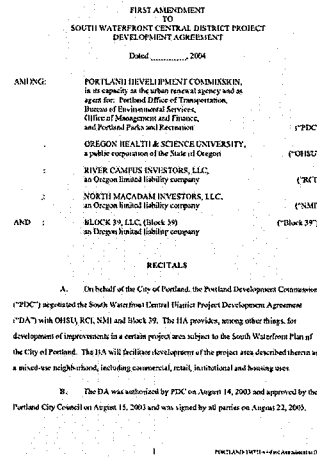 FIRST AMENDMENT
TO
SOUTH WATERFRONT CENTRAL DISTRICT PROJECT
DEVELOPMENT AGREEMENT
Dated ____________, 2004
AMONG: PORTLAND DEVELOPMENT COMMISSION,
in its capacity as the urban renewal agency and as
agent for: Portland Office of Transportation,
Bureau of Environmental Services,
Office of Management and Finance,
and Portland Parks and Recreation ("PDC
: OREGON HEALTH & SCIENCE UNIVERSITY,
a public corporation of the State of Oregon ("OHSU
: RIVER CAMPUS INVESTORS, LLC,
an Oregon limited liability company ("RCI
: NORTH MACADAM INVESTORS, LLC,
an Oregon limited liability company ("NMI
AND : BLOCK 39, LLC, (Block 39)
an Oregon limited liability company ("Block 39")
RECITALS
A. On behalf of the City of Portland, the Portland Development Commission
("PDC") negotiated the South Waterfront Central District Project Development Agreement
("DA") with OHSU, RCI, NMI and Block 39. The DA provides, among other things, for
development of improvements in a certain project area subject to the South Waterfront Plan of
the City of Portland. The DA will facilitate development of the project area described therein as
a mixed-use neighborhood, including commercial, retail, institutional and housing uses.
B. The DA was authorized by PDC on August 14, 2003 and approved by the
Portland City Council on August 15, 2003 and was signed by all parties on August 22, 2003.
1